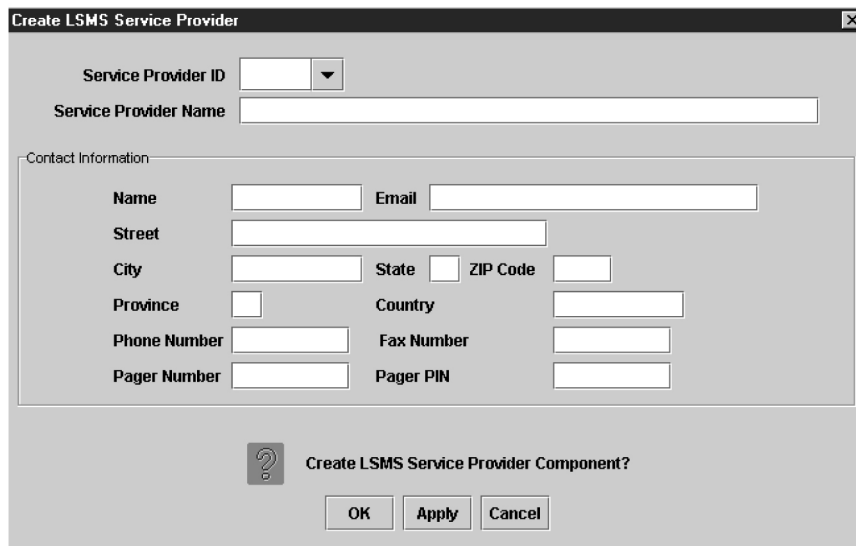 Create LSMS Service Provider
Service Provider ID
Service Provider Name
Contact Information
Name Email
Street
City State ZIP Code
Province Country
Phone Number Fax Number
Pager Number Pager PIN
Create LSMS Service Provider Component?
OK Apply Cancel